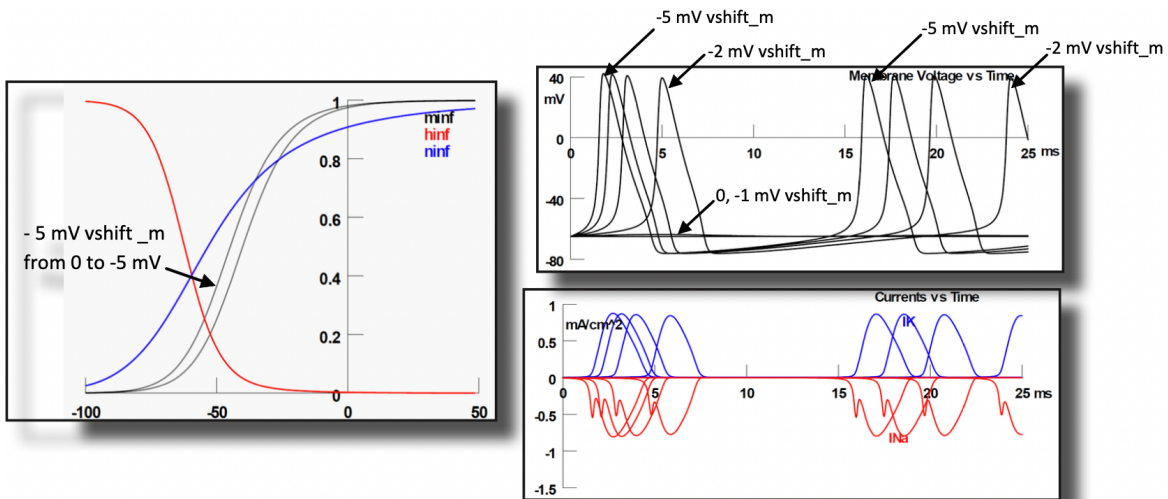 -5 mV vshift_m
-5 mV vshift_m
-2 mV vshift_m
-2 mV vshift_m
1
minf
hinf
ninf
0.8
0.6
- 5 mV vshift _m
from 0 to -5 mV
0.4
0.2
0
-100
-50
0
50
Membrane Voltage vs Time
40
mV
0
0
5
10
15
20
25 ms
-40
0, -1 mV vshift_m
-80
Currents vs Time
1
mA/cm^2
IK
0.5
0
0
5
10
15
20
25 ms
-0.5
INa
-1
-1.5